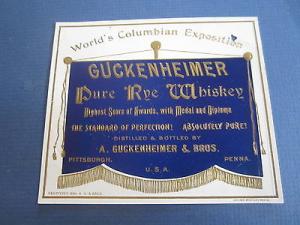 World's Columbian Exposition
GUCKENHEIMER
Pure Rye Whiskey
Highest Score of Awards, with Medal and Diploma
THE STANDARD OF PERFECTION! ABSOLUTELY PURE!
DISTILLED & BOTTLED BY
A. GUCKENHEIMER & BROS.
PITTSBURGH, PENNA.
U.S.A.